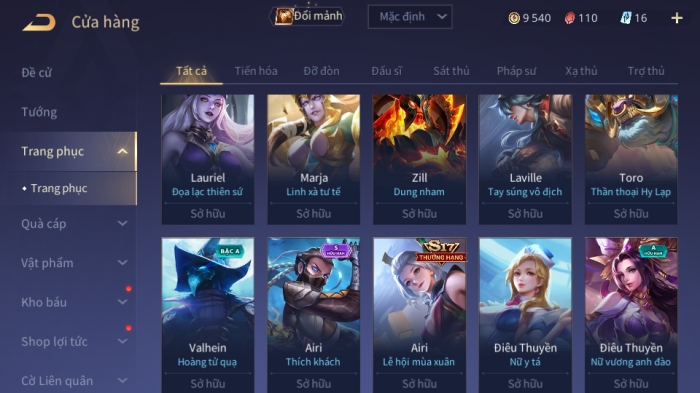 Cửa hàng
Đổi mảnh
Mặc định
9 540
110
16
Đề cử
Tướng
Trang phục
Trang phục
Quà cáp
Vật phẩm
Kho báu
Shop lợi tức
Cờ Liên quân
Tất cả Tiến hóa Đỡ đòn Đấu sĩ Sát thủ Pháp sư Xạ thủ Trợ thủ
Lauriel
Đọa lạc thiên sứ
Sở hữu
Marja
Linh xà tư tế
Sở hữu
Zill
Dung nham
Sở hữu
Laville
Tay súng vô địch
Sở hữu
Toro
Thần thoại Hy Lạp
Sở hữu
BẬC A
Valhein
Hoàng tử quạ
Sở hữu
S
HỮU HẠN
Airi
Thích khách
Sở hữu
S17
THƯỞNG HẠNG
Airi
Lễ hội mùa xuân
Sở hữu
Điêu Thuyền
Nữ y tá
Sở hữu
A
HỮU HẠN
Điêu Thuyền
Nữ vương anh đào
Sở hữu